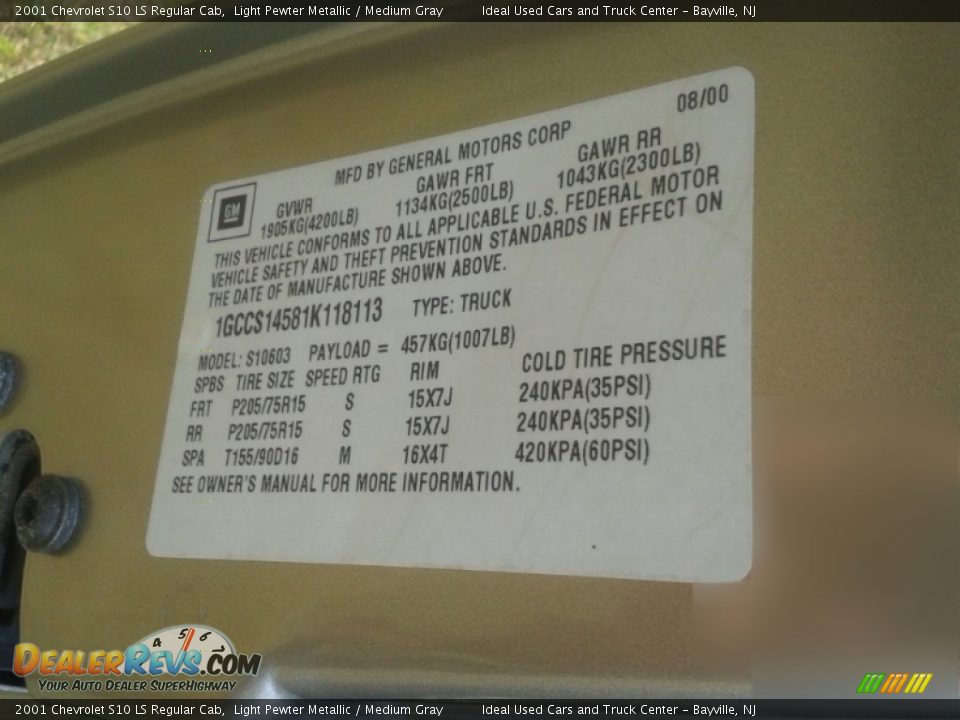 2001 Chevrolet S10 LS Regular Cab,  Light Pewter Metallic / Medium Gray    Ideal Used Cars and Truck Center - Bayville, NJ
08/00
MFD BY GENERAL MOTORS CORP
GM
GVWR GAWR FRT GAWR RR
1905KG(4200LB) 1134KG(2500LB) 1043KG(2300LB)
THIS VEHICLE CONFORMS TO ALL APPLICABLE U.S. FEDERAL MOTOR
VEHICLE SAFETY AND THEFT PREVENTION STANDARDS IN EFFECT ON
THE DATE OF MANUFACTURE SHOWN ABOVE.
1GCCS14581K118113 TYPE: TRUCK
MODEL: S10603 PAYLOAD = 457KG(1007LB)
SPBS TIRE SIZE SPEED RTG RIM COLD TIRE PRESSURE
FRT P205/75R15 S 15X7J 240KPA(35PSI)
RR P205/75R15 S 15X7J 240KPA(35PSI)
SPA T155/90D16 M 16X4T 420KPA(60PSI)
SEE OWNER'S MANUAL FOR MORE INFORMATION.
4 5 6
DEALERREVS.COM
YOUR AUTO DEALER SUPERHIGHWAY
2001 Chevrolet S10 LS Regular Cab,  Light Pewter Metallic / Medium Gray    Ideal Used Cars and Truck Center - Bayville, NJ